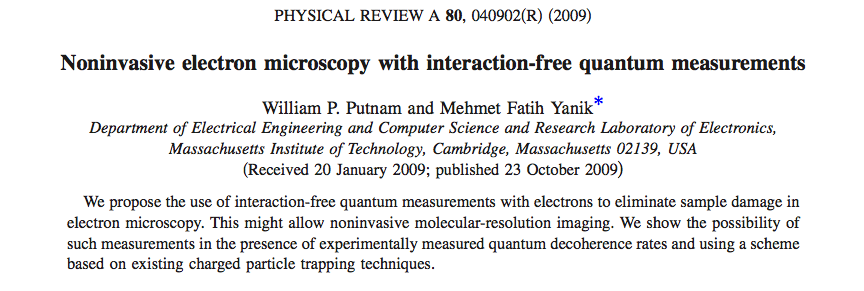 PHYSICAL REVIEW A 80, 040902(R) (2009)
Noninvasive electron microscopy with interaction-free quantum measurements
William P. Putnam and Mehmet Fatih Yanik*
Department of Electrical Engineering and Computer Science and Research Laboratory of Electronics,
Massachusetts Institute of Technology, Cambridge, Massachusetts 02139, USA
(Received 20 January 2009; published 23 October 2009)
We propose the use of interaction-free quantum measurements with electrons to eliminate sample damage in
electron microscopy. This might allow noninvasive molecular-resolution imaging. We show the possibility of
such measurements in the presence of experimentally measured quantum decoherence rates and using a scheme
based on existing charged particle trapping techniques.